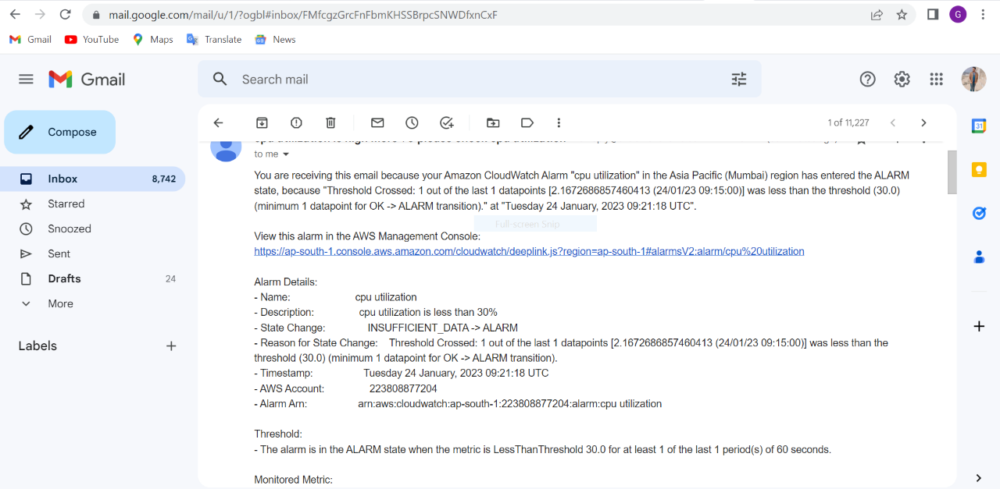 mail.google.com/mail/u/1/?ogbl#inbox/FMfcgzGrcFnFbmKHSSBrpcSNWDfxnCxF
G
Gmail YouTube Maps Translate News
Gmail
Search mail
Compose
1 of 11,227
31
Inbox 8,742
Starred
Snoozed
Sent
Drafts 24
More
Labels
cpu utilization is high more . please check cpu utilization
to me
You are receiving this email because your Amazon CloudWatch Alarm "cpu utilization" in the Asia Pacific (Mumbai) region has entered the ALARM
state, because "Threshold Crossed: 1 out of the last 1 datapoints [2.1672686857460413 (24/01/23 09:15:00)] was less than the threshold (30.0)
(minimum 1 datapoint for OK -> ALARM transition)." at "Tuesday 24 January, 2023 09:21:18 UTC".
Full-screen Snip
View this alarm in the AWS Management Console:
https://ap-south-1.console.aws.amazon.com/cloudwatch/deeplink.js?region=ap-south-1#alarmsV2:alarm/cpu%20utilization
Alarm Details:
- Name: cpu utilization
- Description: cpu utilization is less than 30%
- State Change: INSUFFICIENT_DATA -> ALARM
- Reason for State Change: Threshold Crossed: 1 out of the last 1 datapoints [2.1672686857460413 (24/01/23 09:15:00)] was less than the
threshold (30.0) (minimum 1 datapoint for OK -> ALARM transition).
- Timestamp: Tuesday 24 January, 2023 09:21:18 UTC
- AWS Account: 223808877204
- Alarm Arn: arn:aws:cloudwatch:ap-south-1:223808877204:alarm:cpu utilization
Threshold:
- The alarm is in the ALARM state when the metric is LessThanThreshold 30.0 for at least 1 of the last 1 period(s) of 60 seconds.
Monitored Metric: